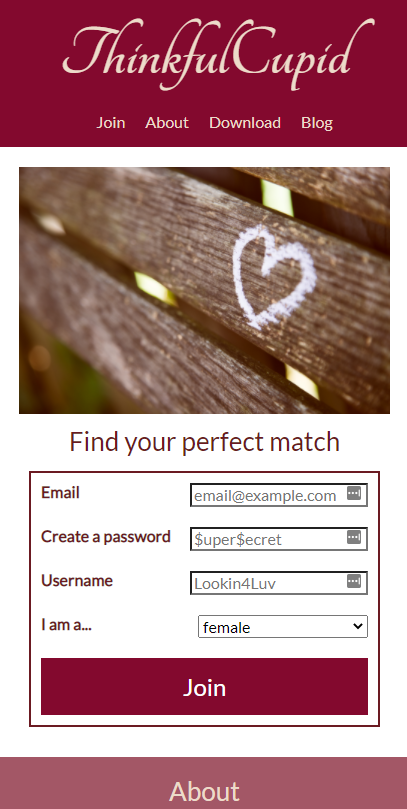 ThinkfulCupid
Join About Download Blog
Find your perfect match
Email email@example.com
Create a password $uper$ecret
Username Lookin4Luv
I am a... female
Join
About